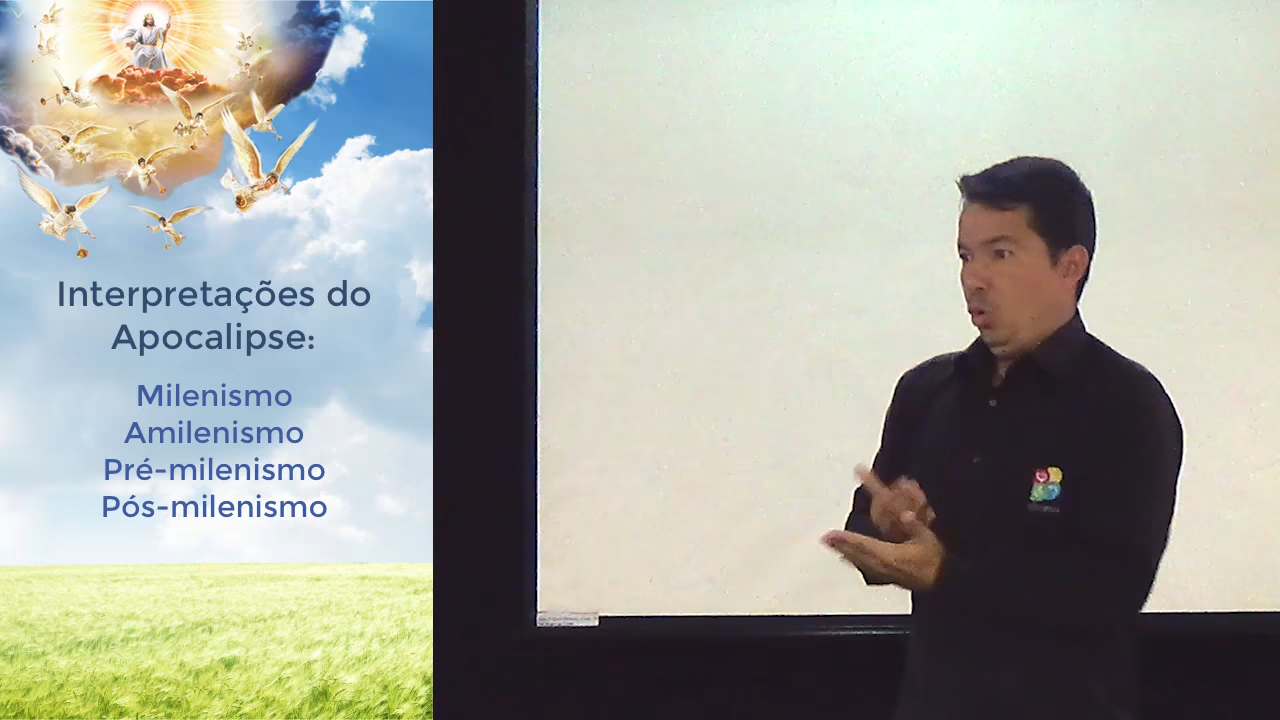 Interpretações do
Apocalipse:
Milenismo
Amilenismo
Pré-milenismo
Pós-milenismo